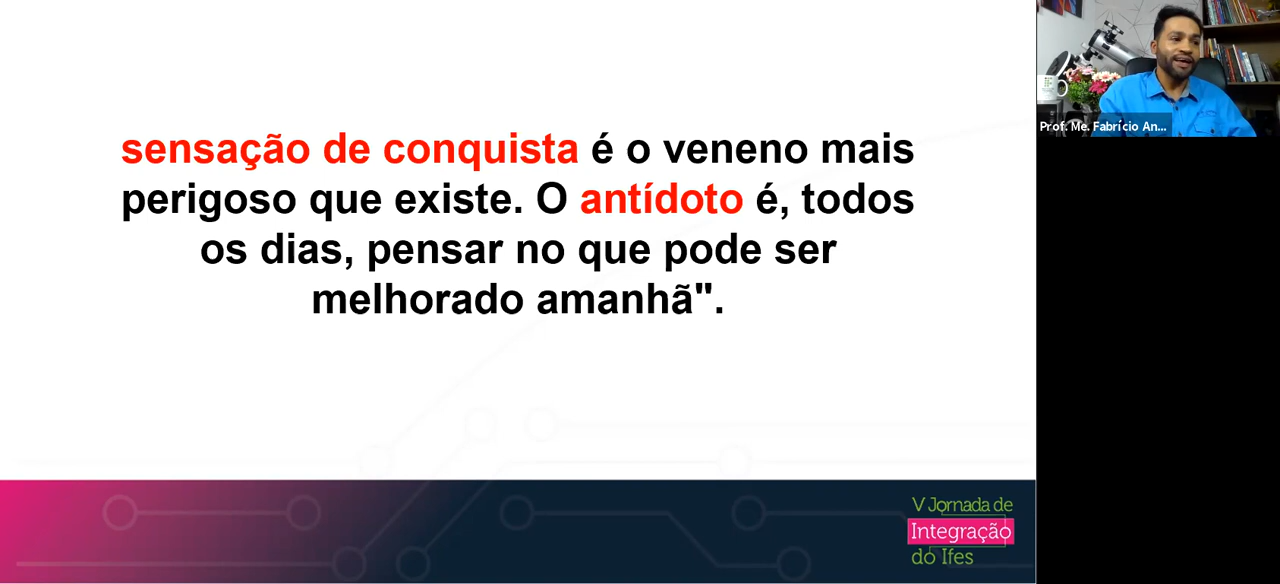 sensação de conquista é o veneno mais
perigoso que existe. O antídoto é, todos
os dias, pensar no que pode ser
melhorado amanhã".
V Jornada de
Integração
do Ifes
Prof. Me. Fabrício An...